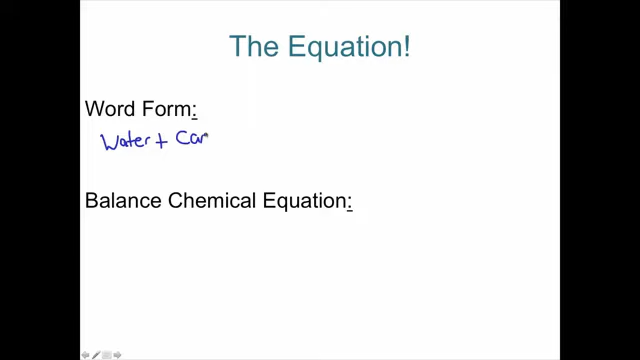 The Equation!
Word Form:
Water + Car
Balance Chemical Equation: